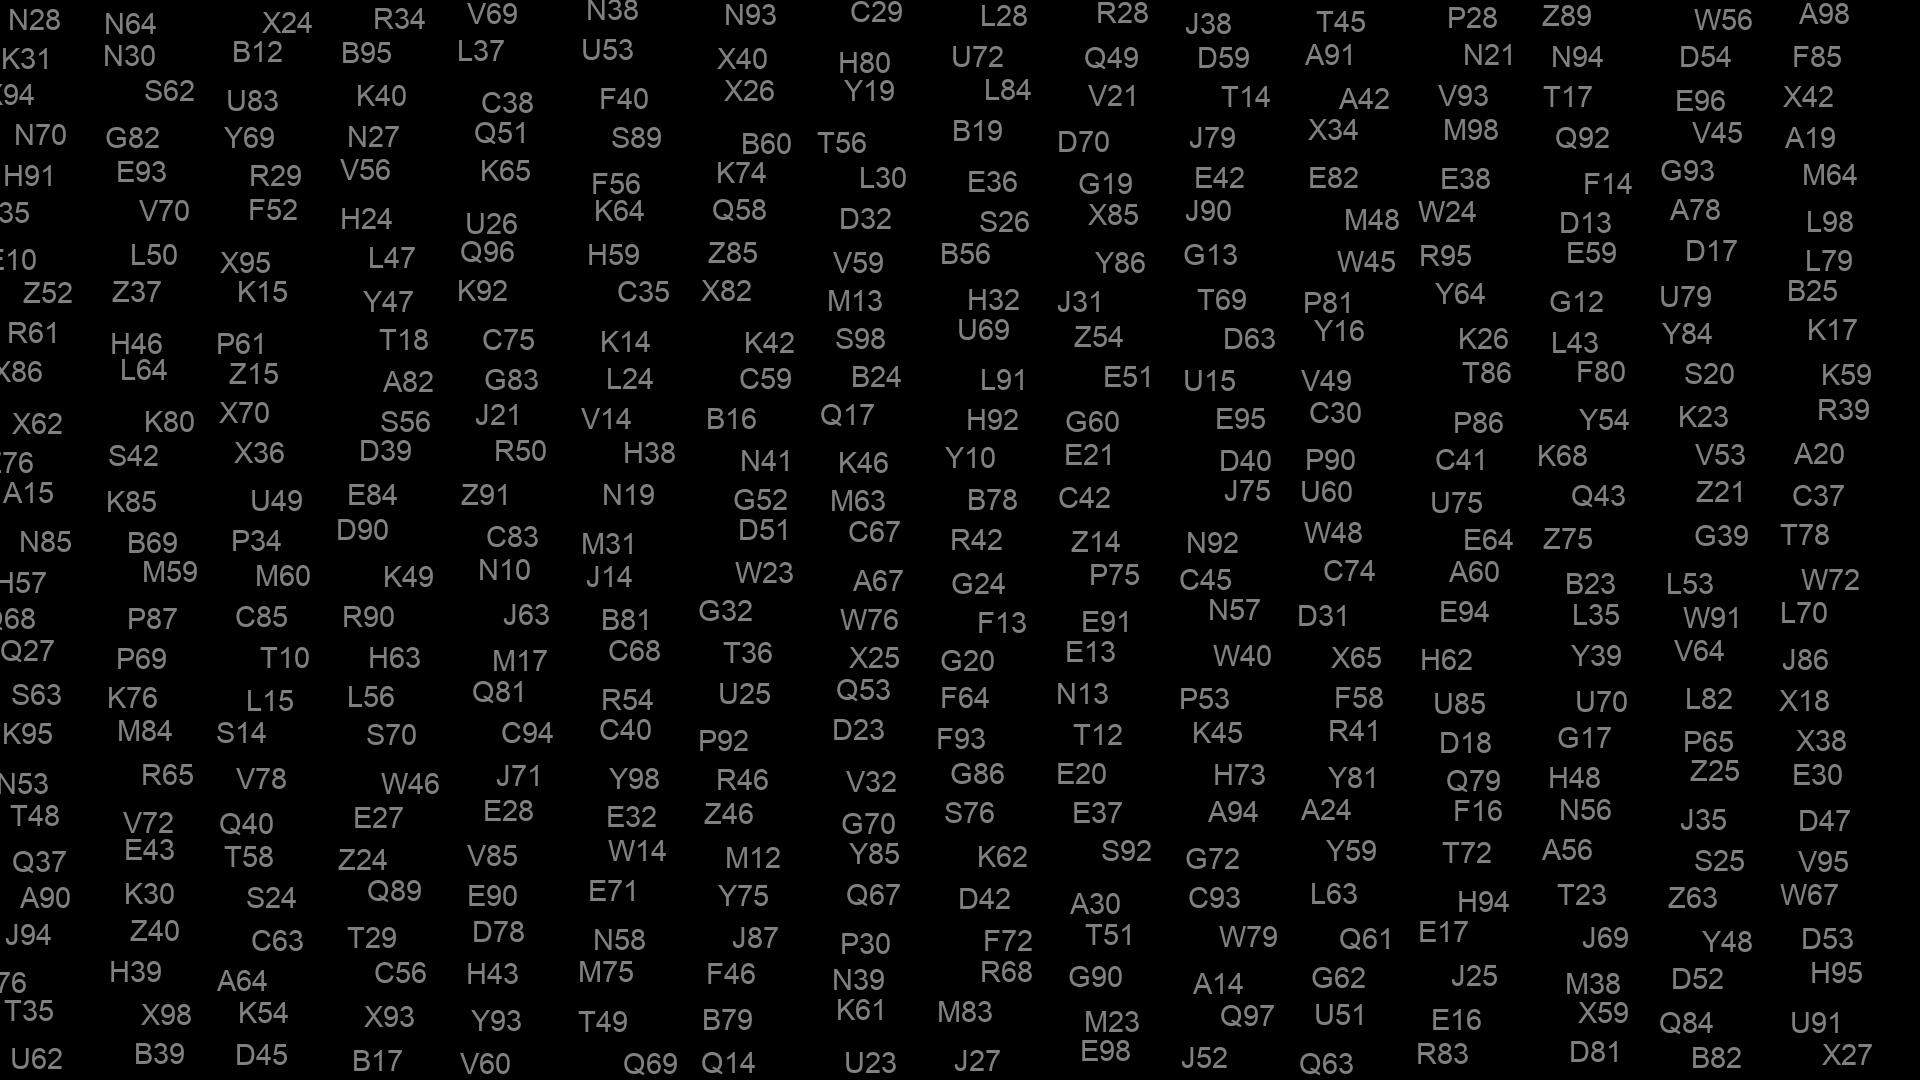 N28 N64 X24 R34 V69 N38 N93 C29 L28 R28 J38 T45 P28 Z89 W56 A98
K31 N30 B12 B95 L37 U53 X40 H80 U72 Q49 D59 A91 N21 N94 D54 F85
S62 U83 K40 C38 F40 X26 Y19 L84 V21 T14 A42 V93 T17 E96 X42
N70 G82 Y69 N27 Q51 S89 B60 T56 B19 D70 J79 X34 M98 Q92 V45 A19
H91 E93 R29 V56 K65 F56 K74 L30 E36 G19 E42 E82 E38 F14 G93 M64
35 V70 F52 H24 U26 K64 Q58 D32 S26 X85 J90 M48 W24 D13 A78 L98
E10 L50 X95 L47 Q96 H59 Z85 V59 B56 Y86 G13 W45 R95 E59 D17 L79
Z52 Z37 K15 Y47 K92 C35 X82 M13 H32 J31 T69 P81 Y64 G12 U79 B25
R61 H46 P61 T18 C75 K14 K42 S98 U69 Z54 D63 Y16 K26 L43 Y84 K17
X86 L64 Z15 A82 G83 L24 C59 B24 L91 E51 U15 V49 T86 F80 S20 K59
X62 K80 X70 S56 J21 V14 B16 Q17 H92 G60 E95 C30 P86 Y54 K23 R39
76 S42 X36 D39 R50 H38 N41 K46 Y10 E21 D40 P90 C41 K68 V53 A20
A15 K85 U49 E84 Z91 N19 G52 M63 B78 C42 J75 U60 U75 Q43 Z21 C37
N85 B69 P34 D90 C83 M31 D51 C67 R42 Z14 N92 W48 E64 Z75 G39 T78
H57 M59 M60 K49 N10 J14 W23 A67 G24 P75 C45 C74 A60 B23 L53 W72
68 P87 C85 R90 J63 B81 G32 W76 F13 E91 N57 D31 E94 L35 W91 L70
Q27 P69 T10 H63 M17 C68 T36 X25 G20 E13 W40 X65 H62 Y39 V64 J86
S63 K76 L15 L56 Q81 R54 U25 Q53 F64 N13 P53 F58 U85 U70 L82 X18
K95 M84 S14 S70 C94 C40 P92 D23 F93 T12 K45 R41 D18 G17 P65 X38
N53 R65 V78 W46 J71 Y98 R46 V32 G86 E20 H73 Y81 Q79 H48 Z25 E30
T48 V72 Q40 E27 E28 E32 Z46 G70 S76 E37 A94 A24 F16 N56 J35 D47
Q37 E43 T58 Z24 V85 W14 M12 Y85 K62 S92 G72 Y59 T72 A56 S25 V95
A90 K30 S24 Q89 E90 E71 Y75 Q67 D42 A30 C93 L63 H94 T23 Z63 W67
J94 Z40 C63 T29 D78 N58 J87 P30 F72 T51 W79 Q61 E17 J69 Y48 D53
76 H39 A64 C56 H43 M75 F46 N39 R68 G90 A14 G62 J25 M38 D52 H95
T35 X98 K54 X93 Y93 T49 B79 K61 M83 M23 Q97 U51 E16 X59 Q84 U91
U62 B39 D45 B17 V60 Q69 Q14 U23 J27 E98 J52 Q63 R83 D81 B82 X27